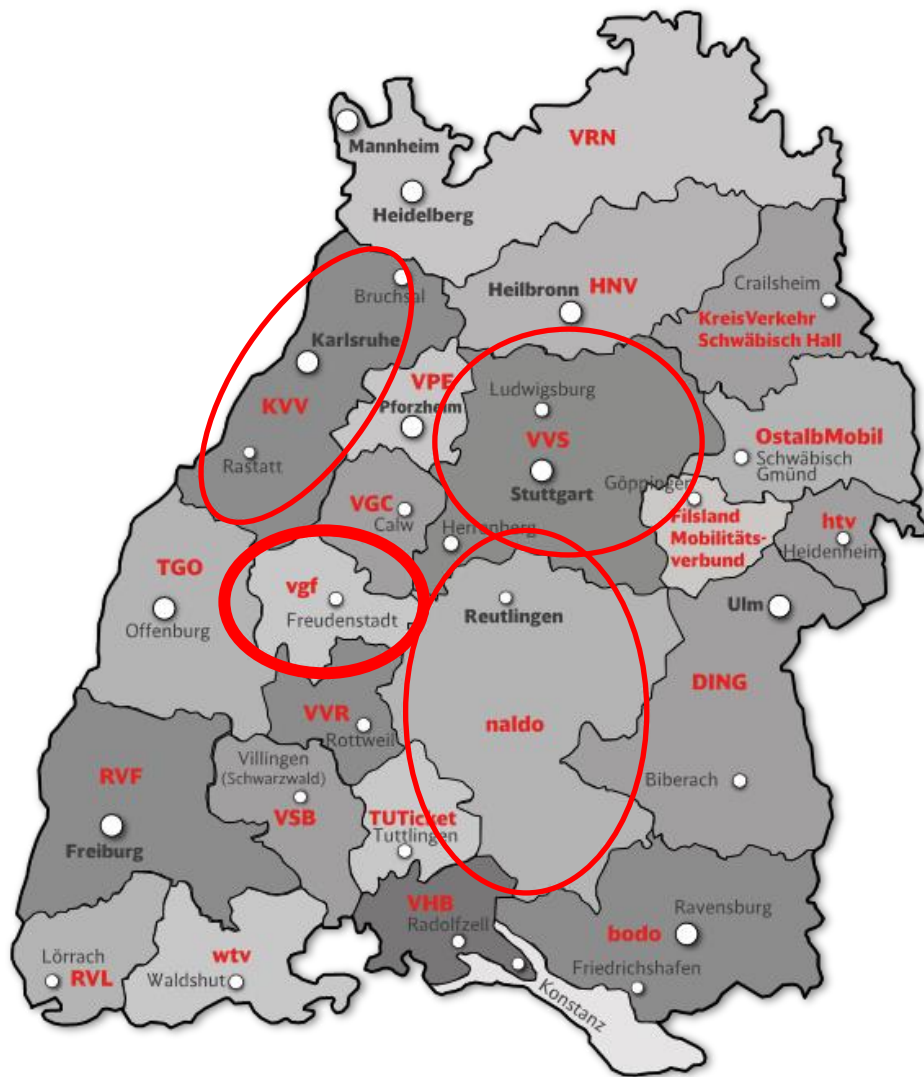 VRN
Mannheim
Heidelberg
Heilbronn
HNV
Crailsheim
KreisVerkehr
Schwäbisch Hall
Bruchsal
Karlsruhe
KVV
Rastatt
VPE
Pforzheim
Ludwigsburg
VVS
Stuttgart
OstalbMobil
Schwäbisch
Gmünd
Göppingen
Filsland
Mobilitäts-
verbund
htv
Heidenheim
VGC
Calw
Herrenberg
TGO
Offenburg
vgf
Freudenstadt
Reutlingen
Ulm
DING
naldo
Biberach
VVR
Rottweil
Villingen
(Schwarzwald)
VSB
RVF
Freiburg
TUTicket
Tuttlingen
VHB
Radolfzell
Ravensburg
bodo
Friedrichshafen
Konstanz
Lörrach
RVL
wtv
Waldshut